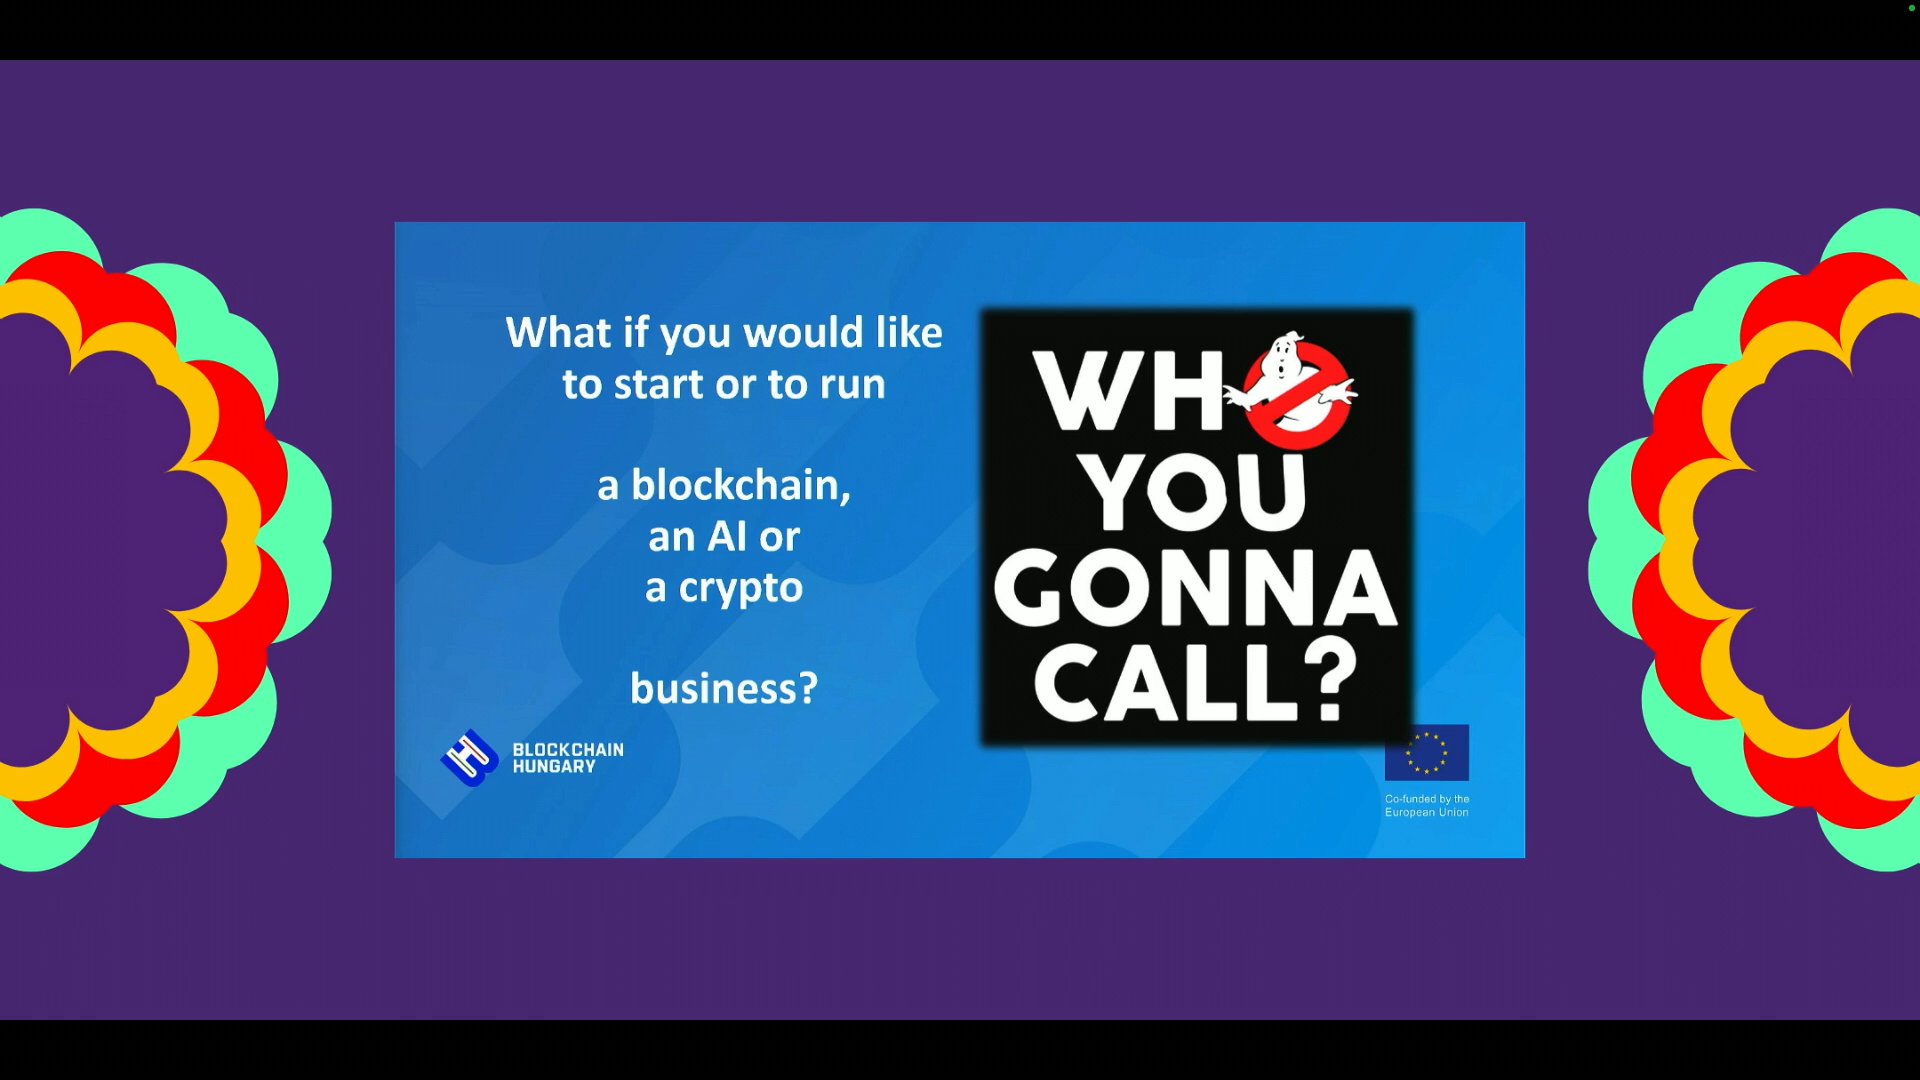 What if you would like
to start or to run
a blockchain,
an AI or
a crypto
business?
WHO
YOU
GONNA
CALL?
BLOCKCHAIN
HUNGARY
Co-funded by the
European Union